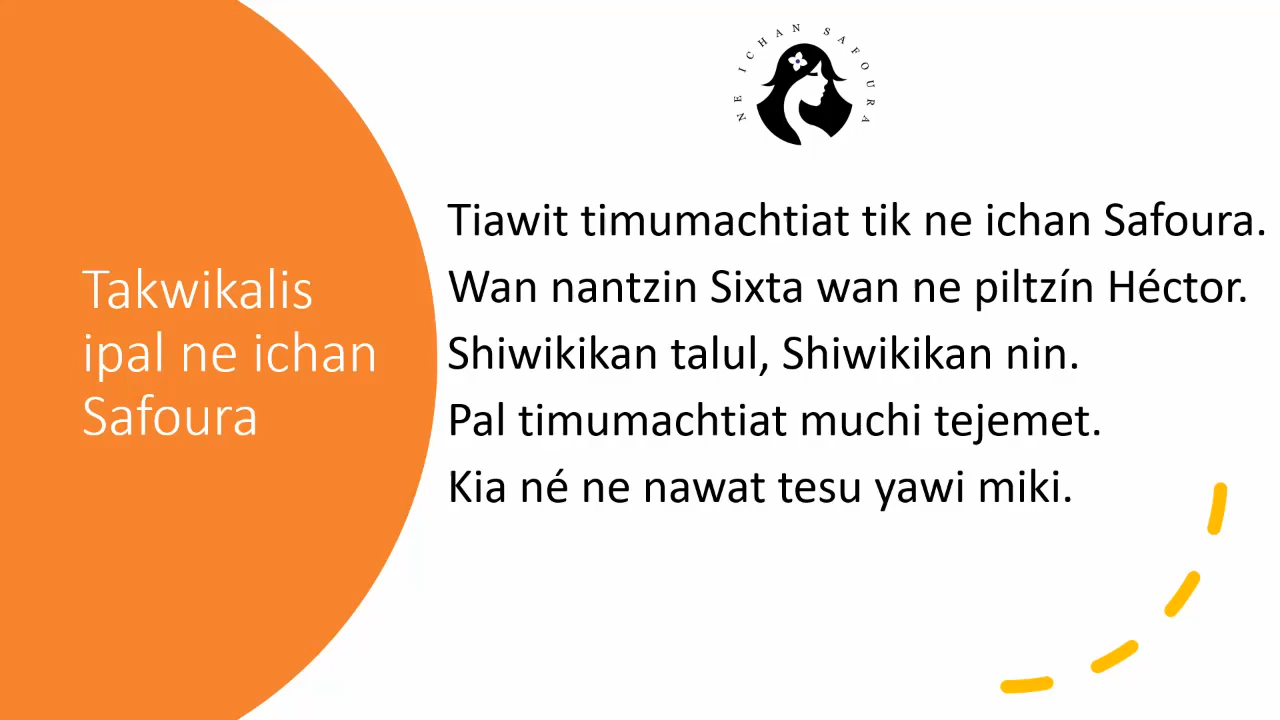 NE ICHAN SAFOURA
Takwikalis
ipal ne ichan
Safoura
Tiawit timumachtiat tik ne ichan Safoura.
Wan nantzin Sixta wan ne piltzín Héctor.
Shiwikikan talul, Shiwikikan nin.
Pal timumachtiat muchi tejemet.
Kia né ne nawat tesu yawi miki.